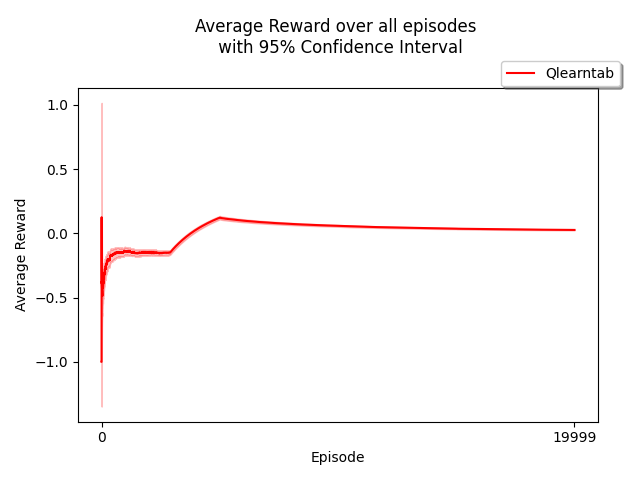 Average Reward over all episodes
with 95% Confidence Interval
Qlearntab
1.0
0.5
0.0
−0.5
−1.0
Average Reward
0
19999
Episode